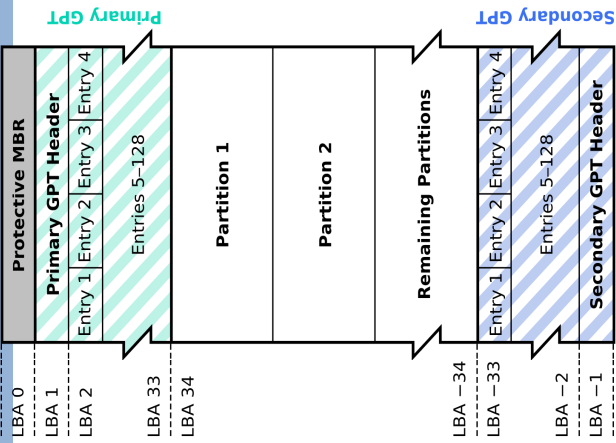 Primary GPT
Secondary GPT
Protective MBR
Primary GPT Header
Entry 1
Entry 2
Entry 3
Entry 4
Entries 5–128
Partition 1
Partition 2
Remaining Partitions
Entry 1
Entry 2
Entry 3
Entry 4
Entries 5–128
Secondary GPT Header
LBA 0
LBA 1
LBA 2
LBA 33
LBA 34
LBA −34
LBA −33
LBA −2
LBA −1